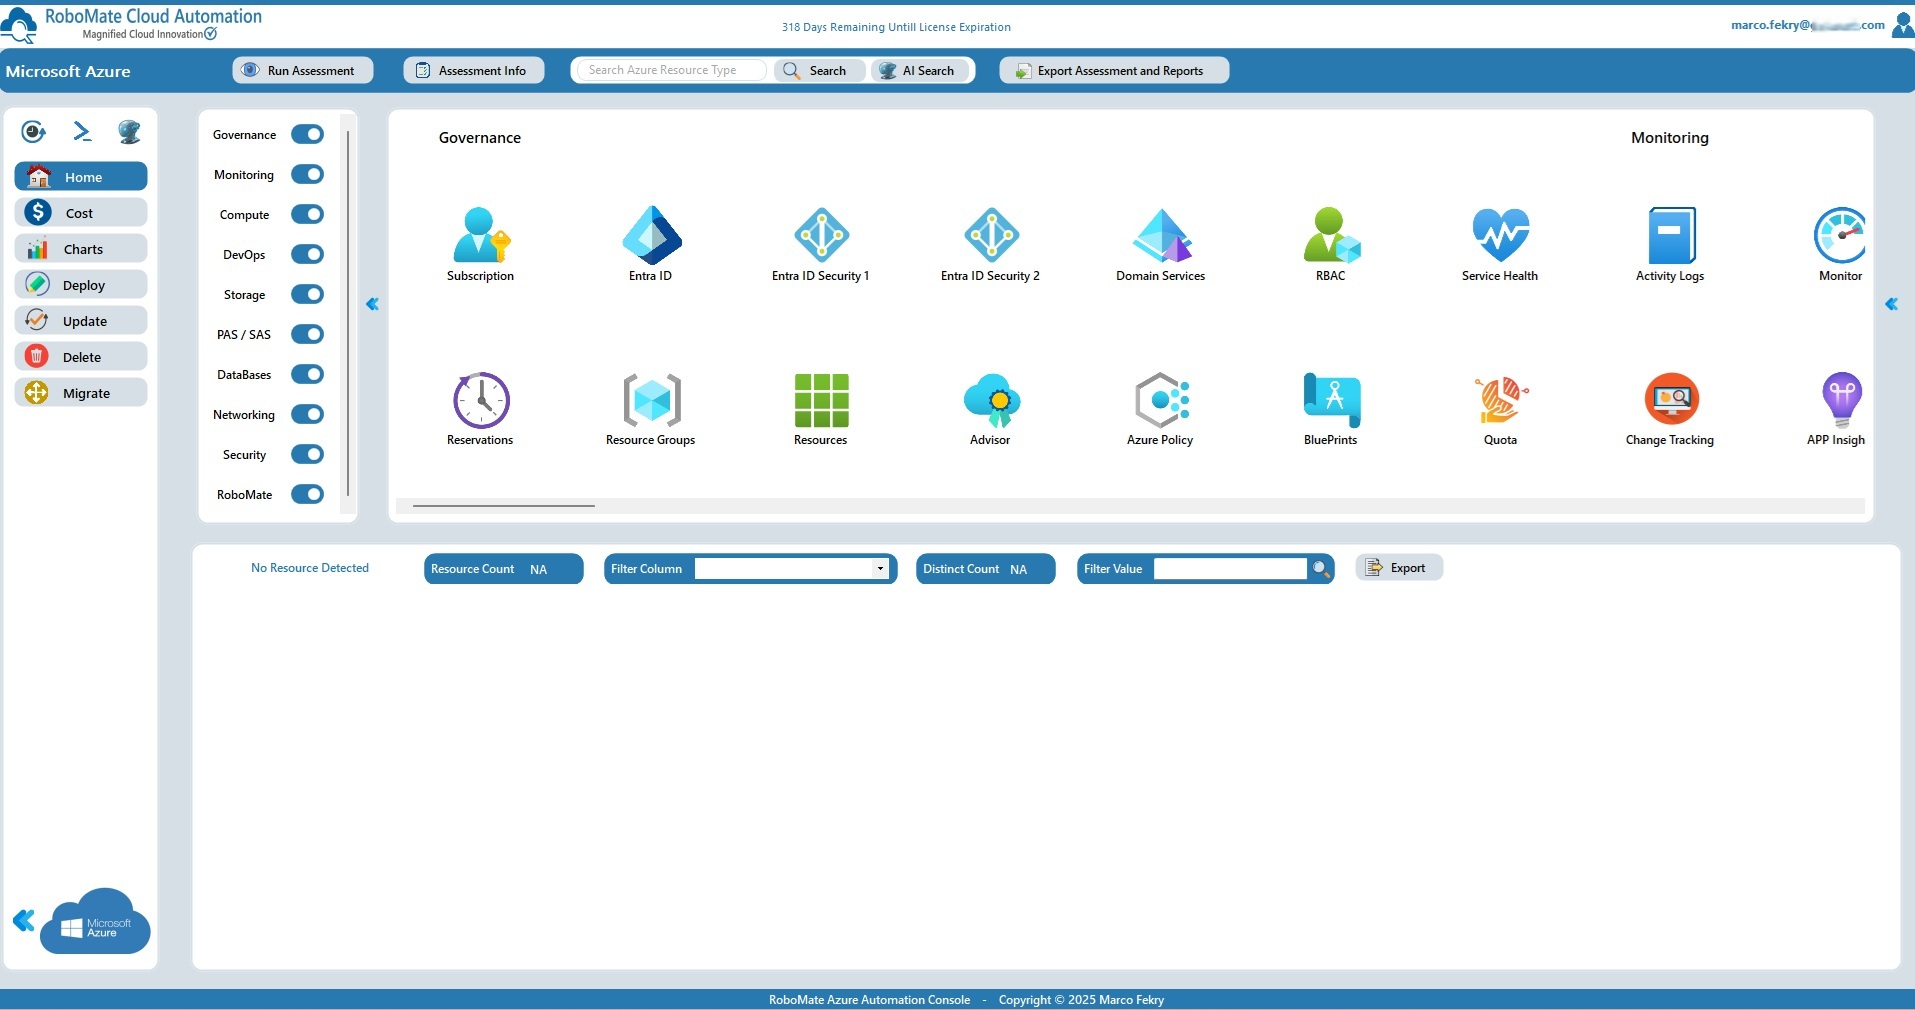 RoboMate Cloud Automation
Magnified Cloud Innovation
318 Days Remaining Untill License Expiration
marco.fekry@ .com
Microsoft Azure
Run Assessment
Assessment Info
Search Azure Resource Type
Search
AI Search
Export Assessment and Reports
Home
Cost
Charts
Deploy
Update
Delete
Migrate
Microsoft
Azure
Governance
Monitoring
Compute
DevOps
Storage
PAS / SAS
DataBases
Networking
Security
RoboMate
Governance
Monitoring
Subscription
Entra ID
Entra ID Security 1
Entra ID Security 2
Domain Services
RBAC
Service Health
Activity Logs
Monitor
Reservations
Resource Groups
Resources
Advisor
Azure Policy
BluePrints
Quota
Change Tracking
APP Insigh
No Resource Detected
Resource Count NA
Filter Column
Distinct Count NA
Filter Value
Export
RoboMate Azure Automation Console - Copyright © 2025 Marco Fekry